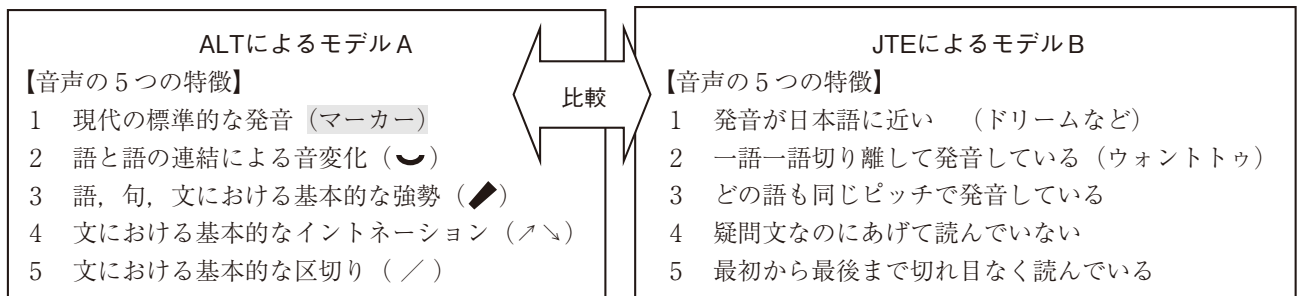 ALTによるモデルA
【音声の5つの特徴】
1 現代の標準的な発音（マーカー）
2 語と語の連結による音変化（ ）
3 語，句，文における基本的な強勢（ ）
4 文における基本的なイントネーション（↗↘）
5 文における基本的な区切り（ ／ ）
比較
JTEによるモデルB
【音声の5つの特徴】
1 発音が日本語に近い （ドリームなど）
2 一語一語切り離して発音している（ウォントトゥ）
3 どの語も同じピッチで発音している
4 疑問文なのにあげて読んでいない
5 最初から最後まで切れ目なく読んでいる